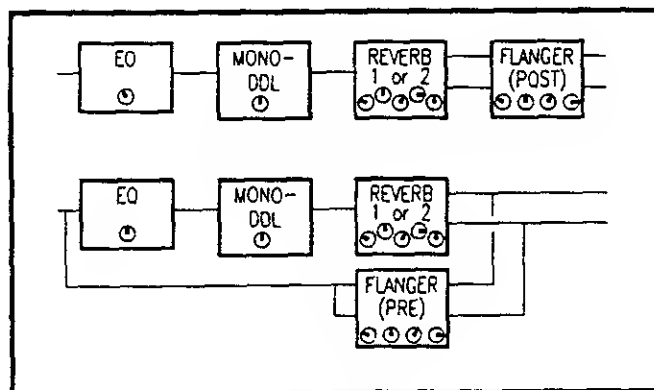 EQ
MONO-
DDL
REVERB
1 or 2
FLANGER
(POST)
EQ
MONO-
DDL
REVERB
1 or 2
FLANGER
(PRE)